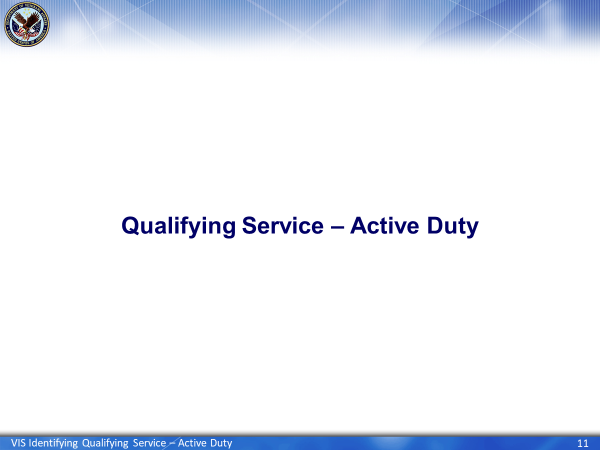 Qualifying Service – Active Duty
VIS Identifying Qualifying Service – Active Duty
11